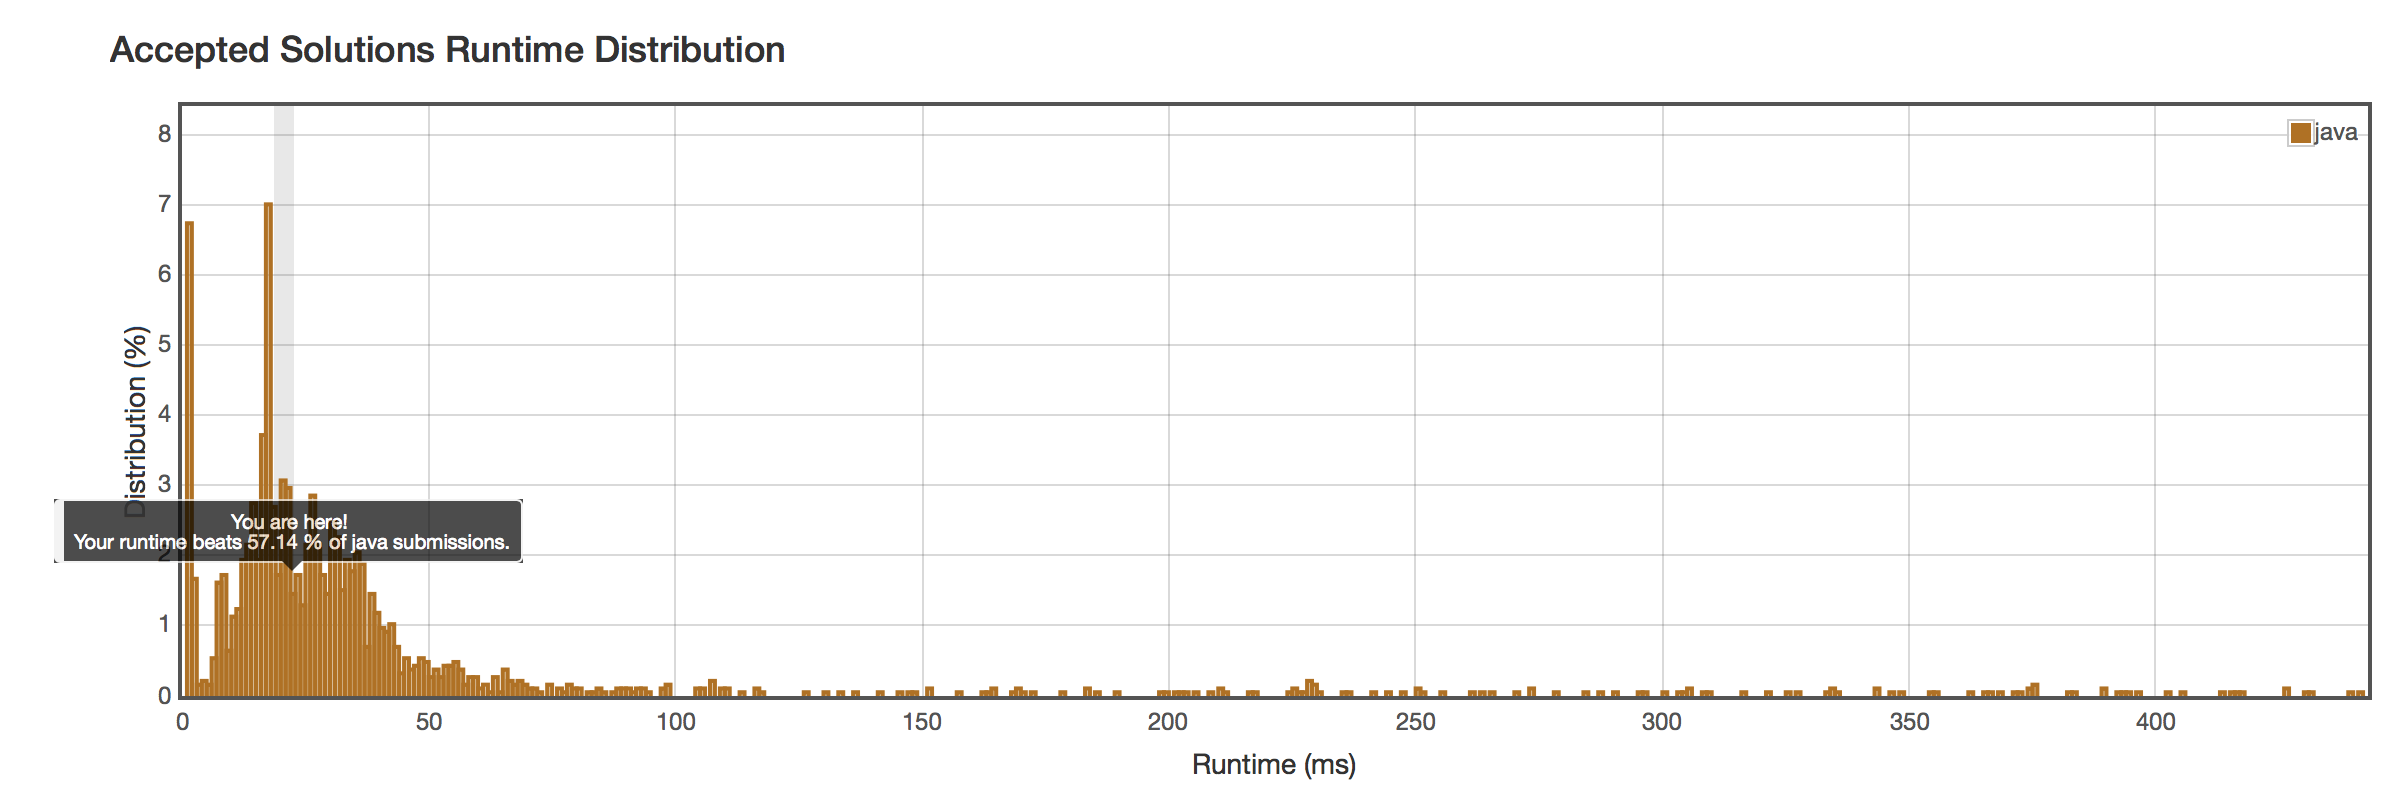 Accepted Solutions Runtime Distribution
java
Distribution (%)
8
7
6
5
4
3
2
1
0
You are here!
Your runtime beats 57.14 % of java submissions.
0 50 100 150 200 250 300 350 400
Runtime (ms)